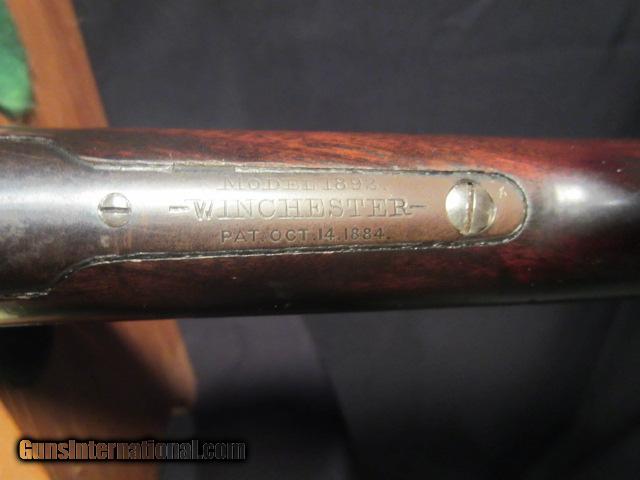 MODEL 1892.
-WINCHESTER-
PAT. OCT. 14. 1884.
GunsInternational.com